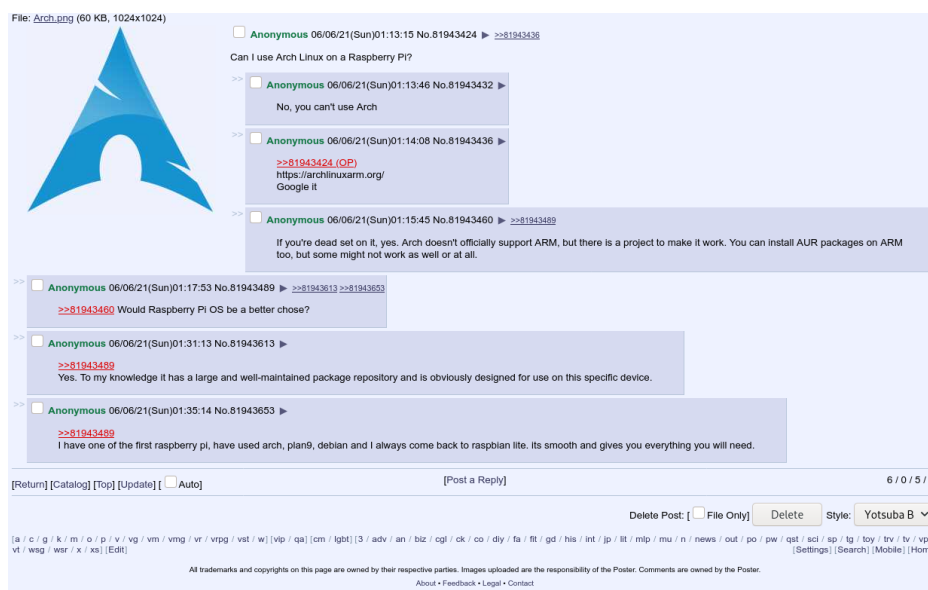 File: Arch.png (60 KB, 1024x1024)
Anonymous 06/06/21(Sun)01:13:15 No.81943424 ▶ >>81943436
Can I use Arch Linux on a Raspberry Pi?
>> Anonymous 06/06/21(Sun)01:13:46 No.81943432 ▶
No, you can't use Arch
>> Anonymous 06/06/21(Sun)01:14:08 No.81943436 ▶
>>81943424 (OP)
https://archlinuxarm.org/
Google it
>> Anonymous 06/06/21(Sun)01:15:45 No.81943460 ▶ >>81943489
If you're dead set on it, yes. Arch doesn't officially support ARM, but there is a project to make it work. You can install AUR packages on ARM
too, but some might not work as well or at all.
>> Anonymous 06/06/21(Sun)01:17:53 No.81943489 ▶ >>81943613 >>81943653
>>81943460 Would Raspberry Pi OS be a better chose?
>> Anonymous 06/06/21(Sun)01:31:13 No.81943613 ▶
>>81943489
Yes. To my knowledge it has a large and well-maintained package repository and is obviously designed for use on this specific device.
>> Anonymous 06/06/21(Sun)01:35:14 No.81943653 ▶
>>81943489
I have one of the first raspberry pi, have used arch, plan9, debian and I always come back to raspbian lite. its smooth and gives you everything you will need.
[Return] [Catalog] [Top] [Update] [ Auto] [Post a Reply] 6 / 0 / 5 /
Delete Post: [ File Only] Delete Style: Yotsuba B
[a / c / g / k / m / o / p / v / vg / vm / vmg / vr / vrpg / vst / w] [vip / qa] [cm / lgbt] [3 / adv / an / biz / cgl / ck / co / diy / fa / fit / gd / his / int / jp / lit / mlp / mu / n / news / out / po / pw / qst / sci / sp / tg / toy / trv / tv / vp
vt / wsg / wsr / x / xs] [Edit] [Settings] [Search] [Mobile] [Hom
All trademarks and copyrights on this page are owned by their respective parties. Images uploaded are the responsibility of the Poster. Comments are owned by the Poster.
About • Feedback • Legal • Contact